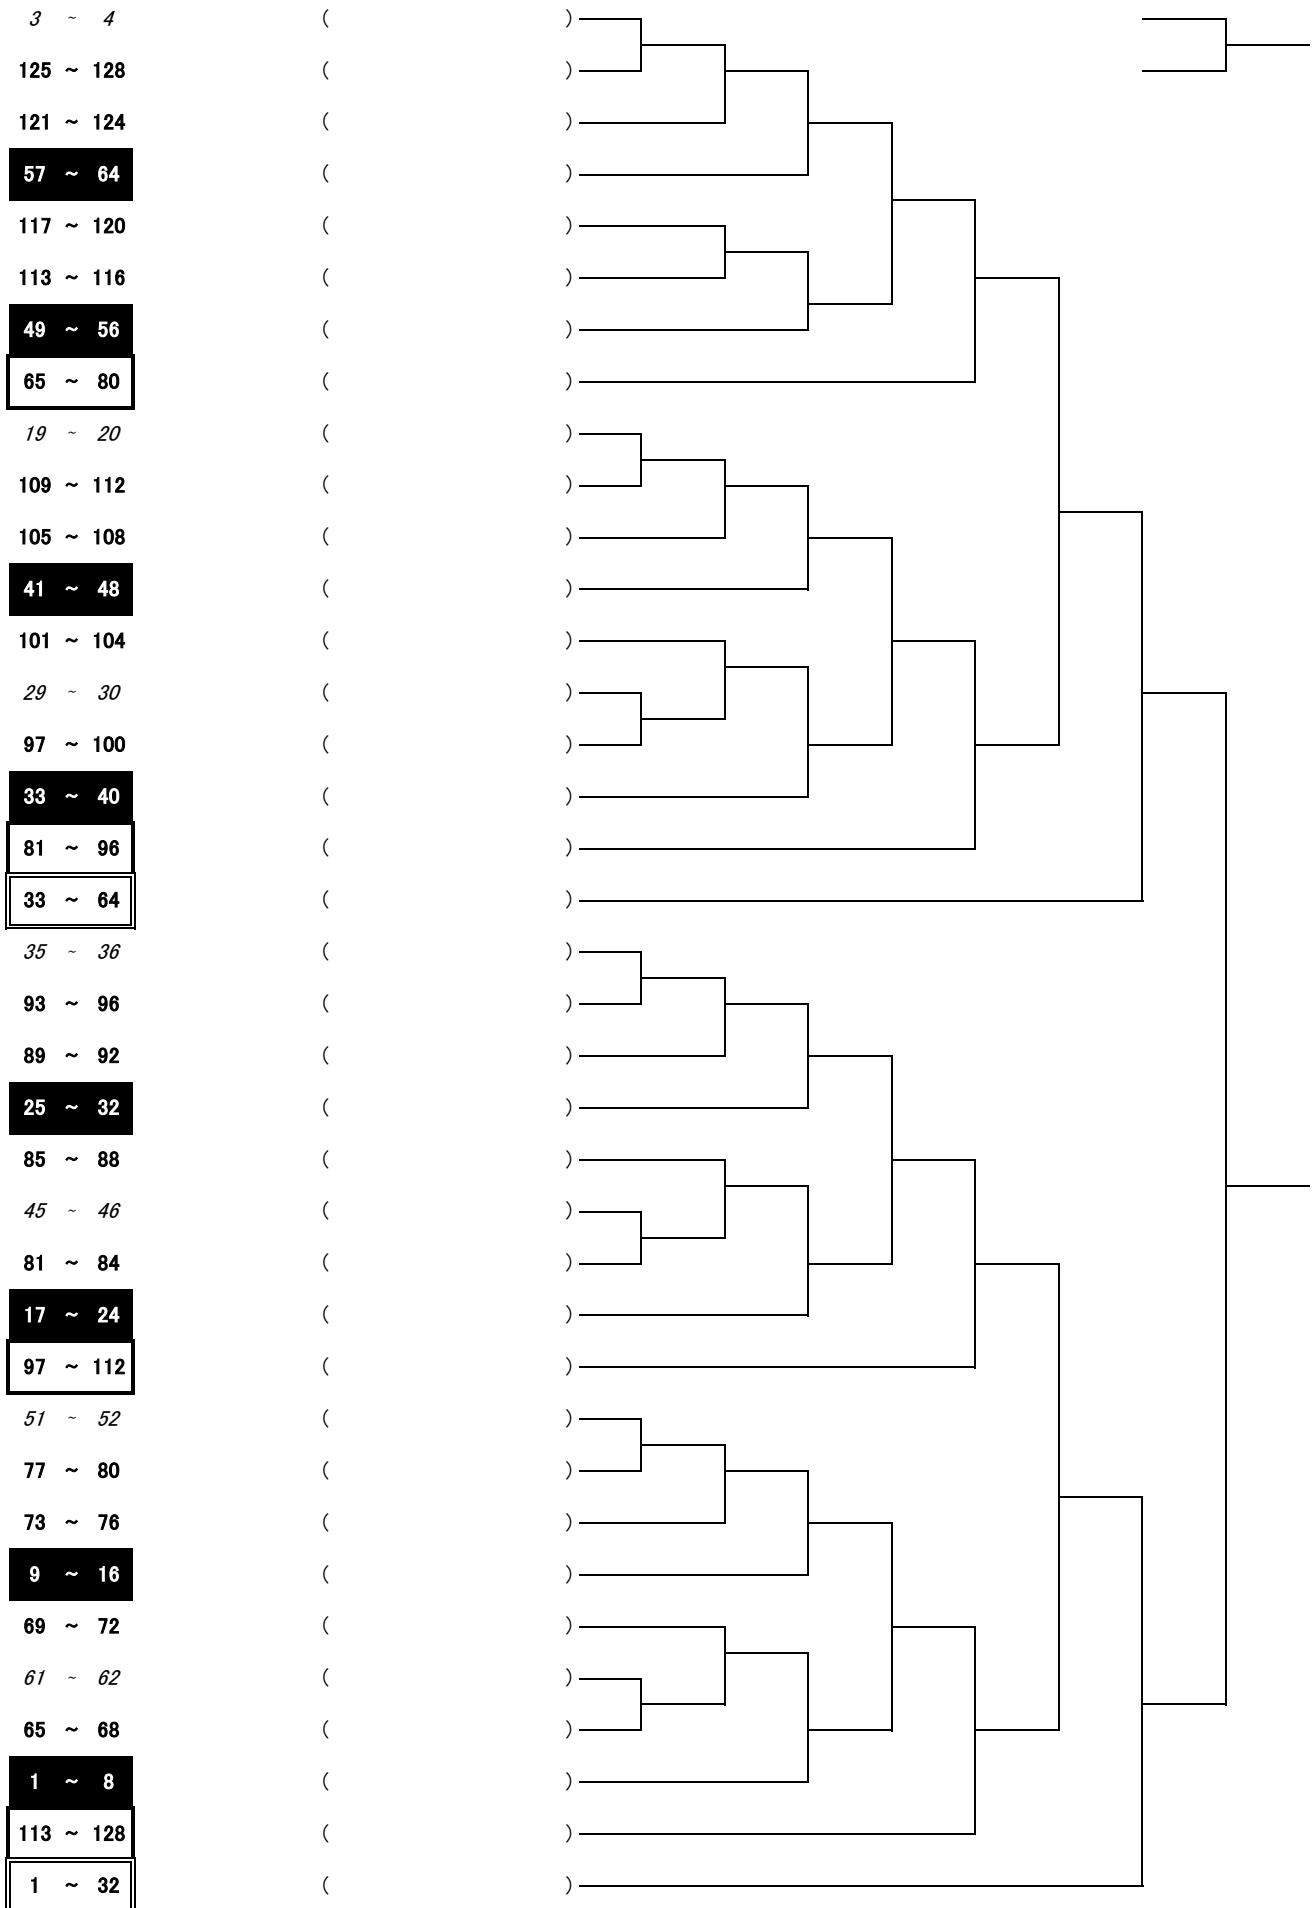 3 ~ 4 ( )
125 ~ 128 ( )
121 ~ 124 ( )
57 ~ 64 ( )
117 ~ 120 ( )
113 ~ 116 ( )
49 ~ 56 ( )
65 ~ 80 ( )
19 ~ 20 ( )
109 ~ 112 ( )
105 ~ 108 ( )
41 ~ 48 ( )
101 ~ 104 ( )
29 ~ 30 ( )
97 ~ 100 ( )
33 ~ 40 ( )
81 ~ 96 ( )
33 ~ 64 ( )
35 ~ 36 ( )
93 ~ 96 ( )
89 ~ 92 ( )
25 ~ 32 ( )
85 ~ 88 ( )
45 ~ 46 ( )
81 ~ 84 ( )
17 ~ 24 ( )
97 ~ 112 ( )
51 ~ 52 ( )
77 ~ 80 ( )
73 ~ 76 ( )
9 ~ 16 ( )
69 ~ 72 ( )
61 ~ 62 ( )
65 ~ 68 ( )
1 ~ 8 ( )
113 ~ 128 ( )
1 ~ 32 ( )